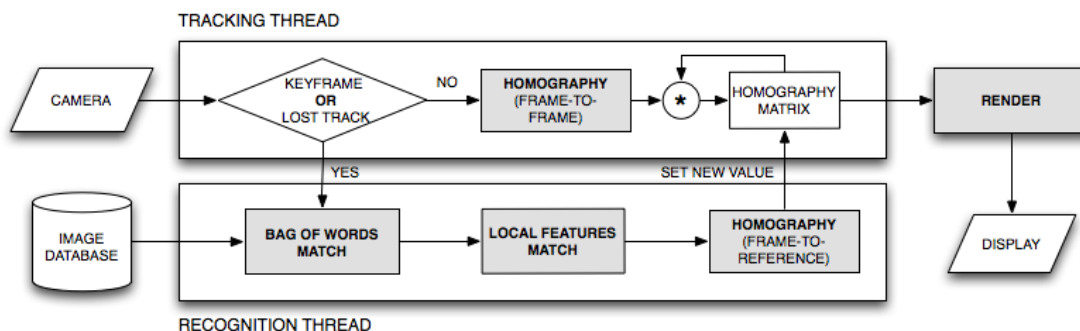 TRACKING THREAD
CAMERA
KEYFRAME
OR
LOST TRACK
NO
HOMOGRAPHY
(FRAME-TO-
FRAME)
*
HOMOGRAPHY
MATRIX
RENDER
YES
SET NEW VALUE
IMAGE
DATABASE
BAG OF WORDS
MATCH
LOCAL FEATURES
MATCH
HOMOGRAPHY
(FRAME-TO-
REFERENCE)
DISPLAY
RECOGNITION THREAD